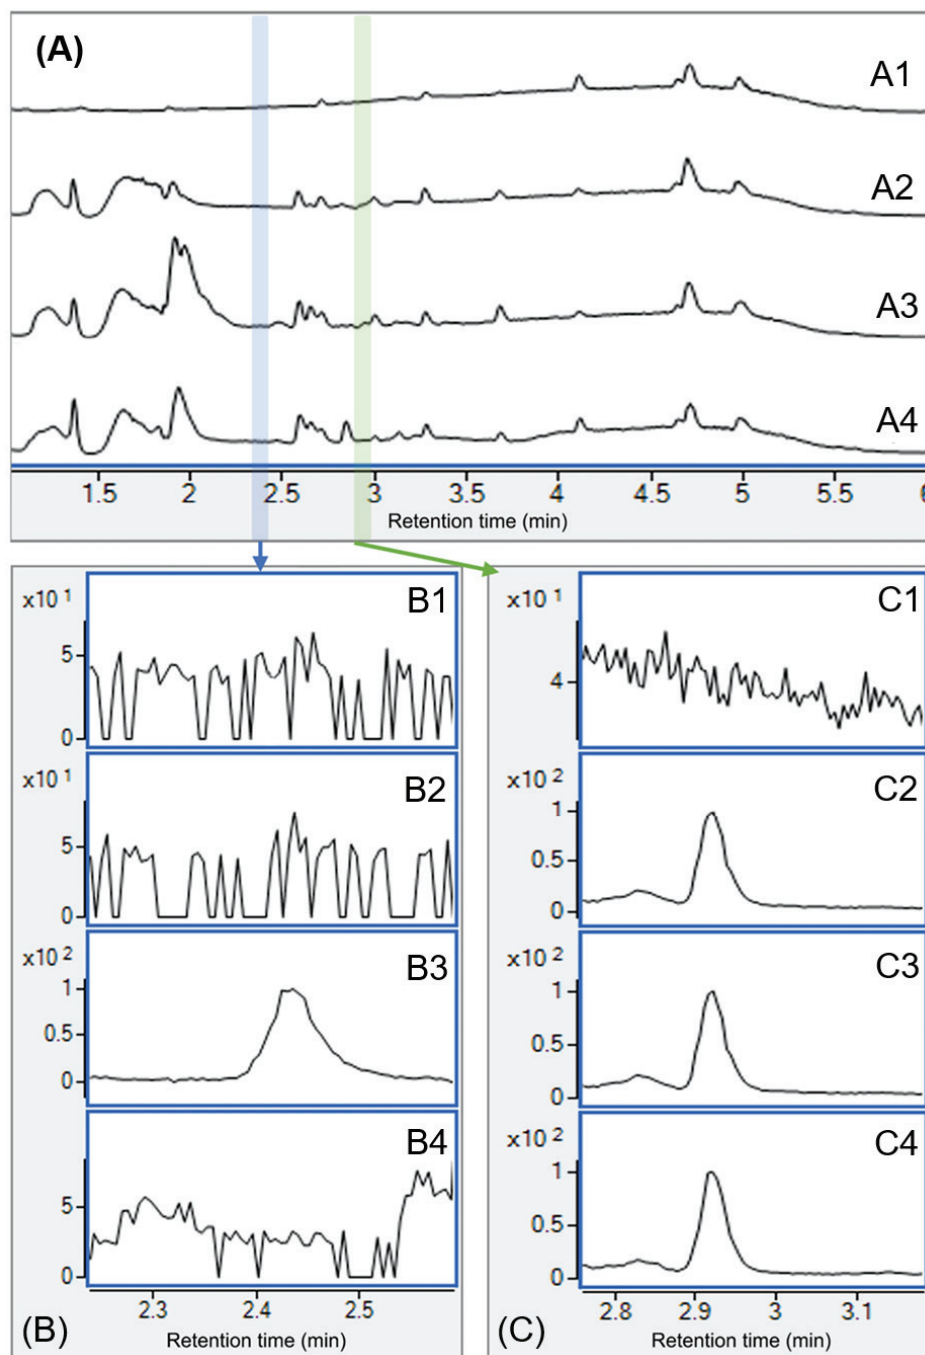 (A)
A1
A2
A3
A4
1.5 2 2.5 3 3.5 4 4.5 5 5.5
Retention time (min)
x10 1
B1
5
0
x10 1
B2
5
0
x10 2
B3
1
0.5
0
B4
5
0
2.3 2.4 2.5
(B)
Retention time (min)
x10 1
C1
4
x10 2
C2
1
0.5
0
x10 2
C3
1
0.5
0
x10 2
C4
1
0.5
0
2.8 2.9 3 3.1
(C)
Retention time (min)